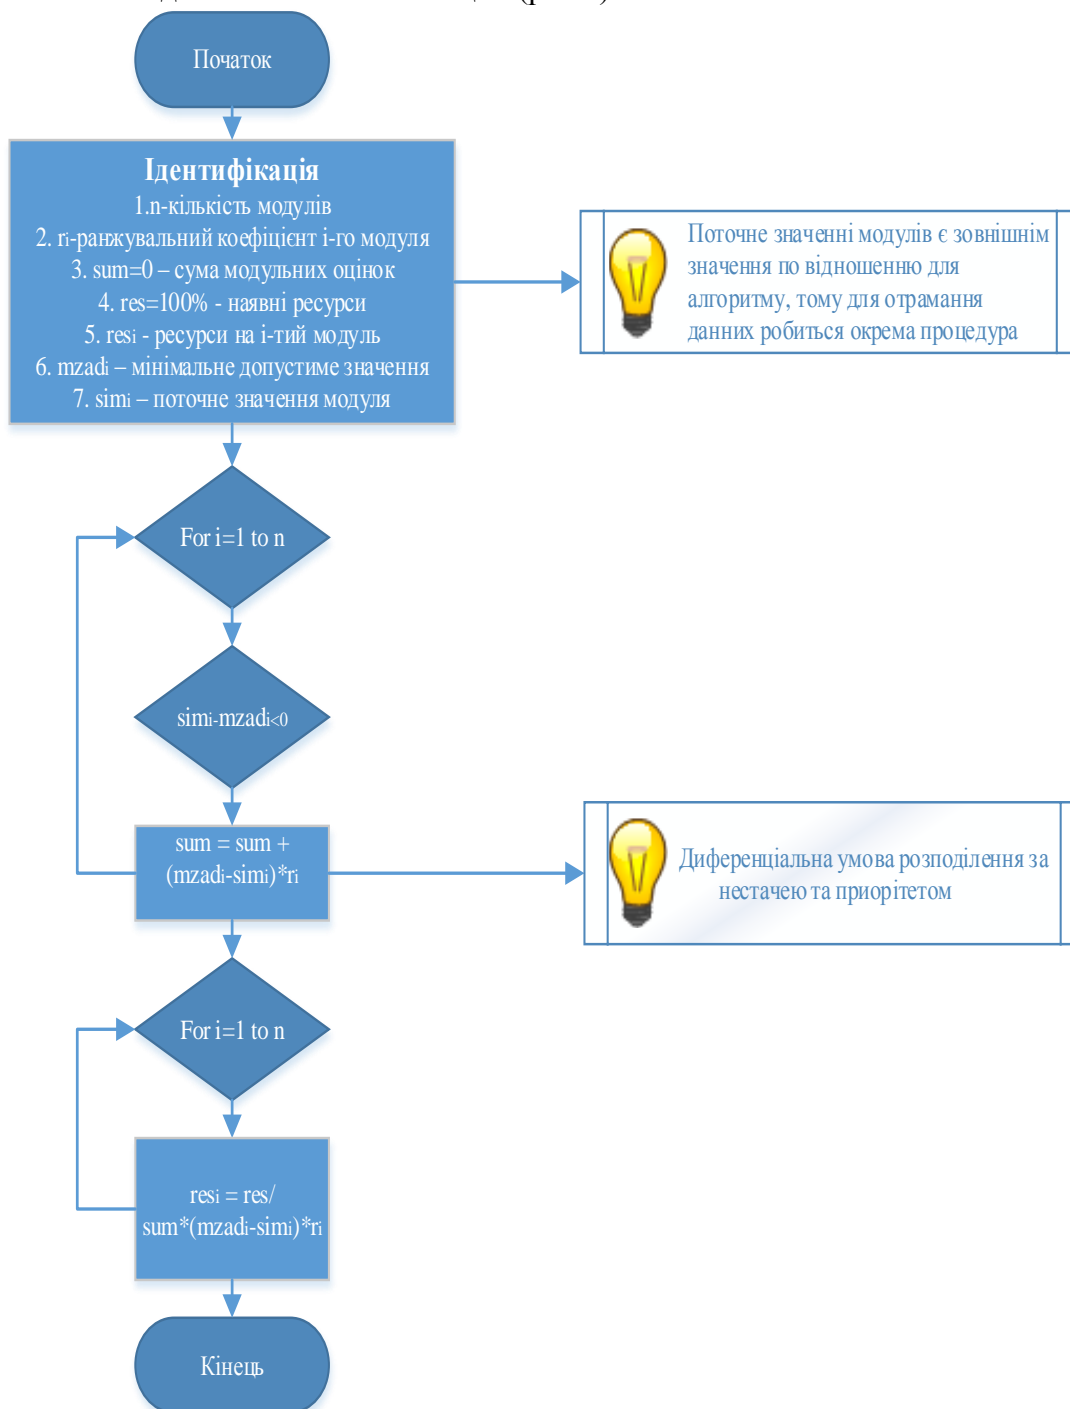 Початок
Ідентифікація
1.n-кількість модулів
2. ri-ранжувальний коефіцієнт і-го модуля
3. sum=0 – сума модульних оцінок
4. res=100% - наявні ресурси
5. resi - ресурси на і-тий модуль
6. mzadi – мінімальне допустиме значення
7. simi – поточне значення модуля
Поточне значенні модулів є зовнішнім
значення по відношенню для
алгоритму, тому для отрамання
данних робиться окрема процедура
For i=1 to n
simi-mzadi<0
sum = sum +
(mzadi-simi)*ri
Диференціальна умова розподілення за
нестачею та приорітетом
For i=1 to n
resi = res/
sum*(mzadi-simi)*ri
Кінець